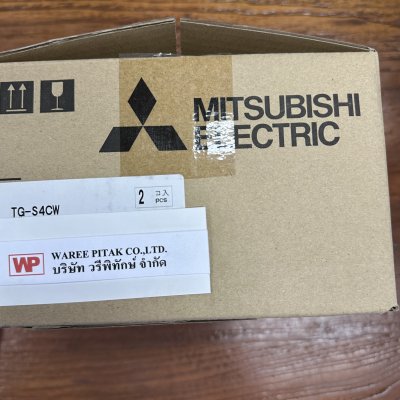 MITSUBISHI
ELECTRIC
TG-S4CW
2 コ入
pcs
WP
WAREE PITAK CO.,LTD.
บริษัท วรีพิทักษ์ จำกัด